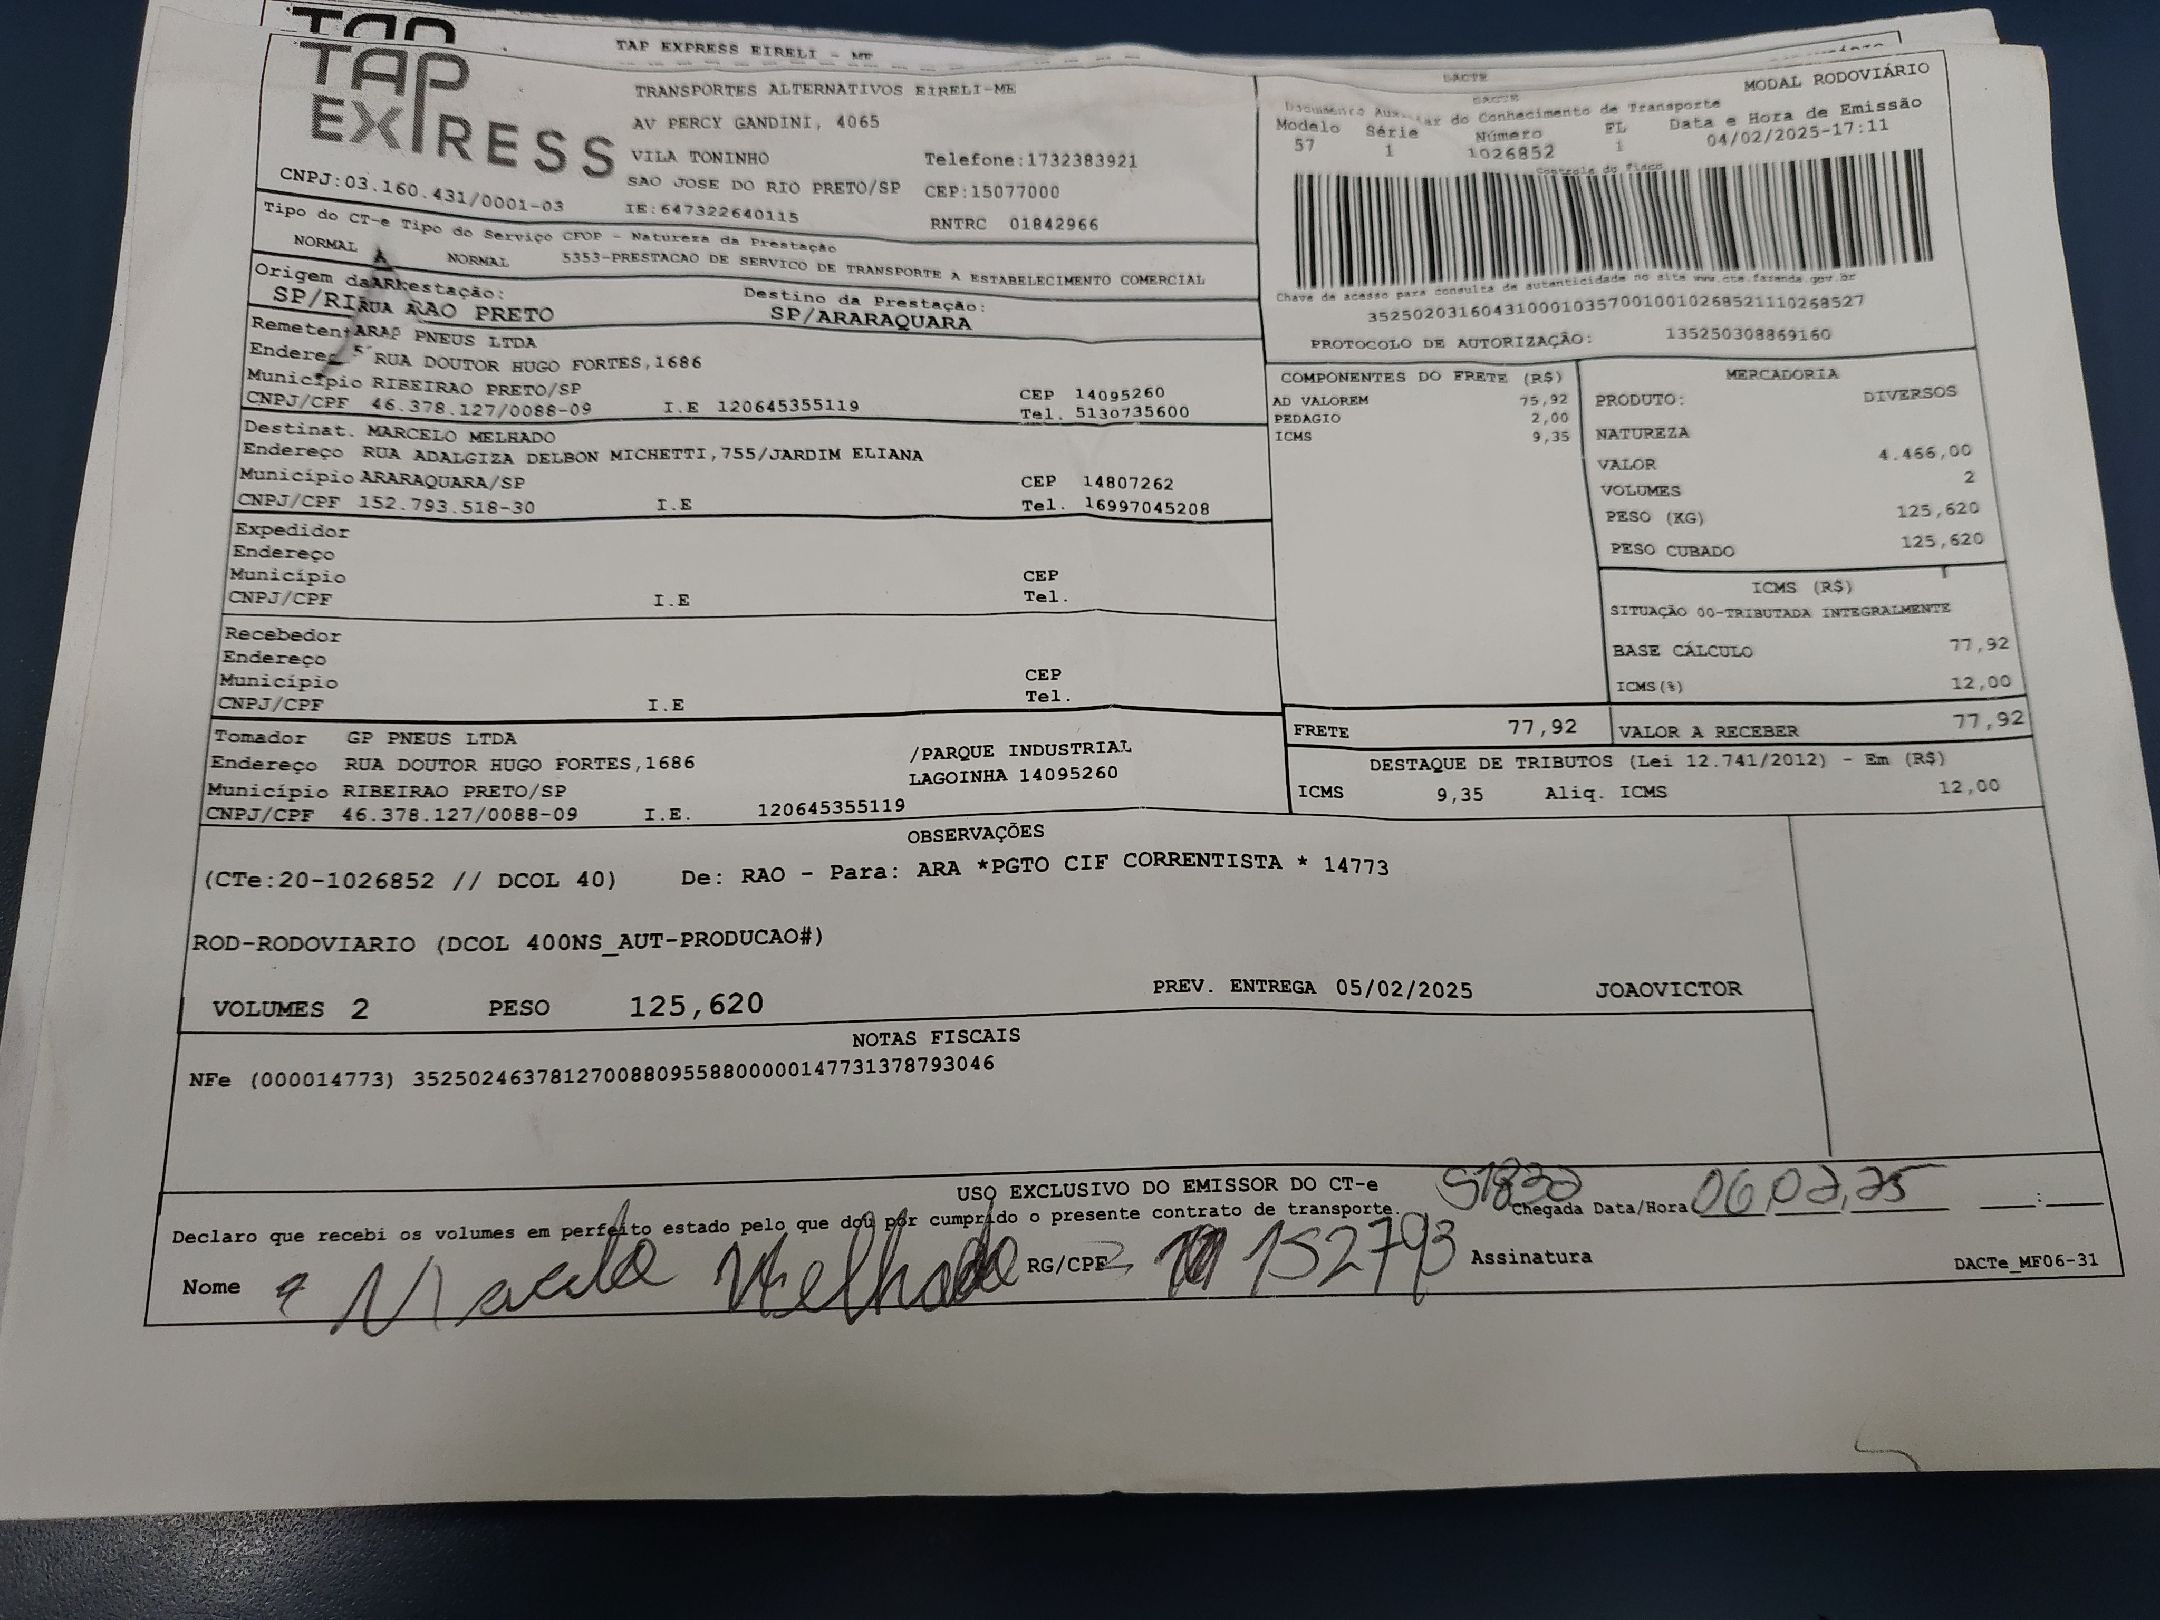 TAP EXPRESS EIRELI - ME
TAP
EXPRESS
TRANSPORTES ALTERNATIVOS EIRELI-ME
AV PERCY GANDINI, 4065
VILA TONINHO Telefone:1732383921
SAO JOSE DO RIO PRETO/SP CEP:15077000
CNPJ:03.160.431/0001-03 IE:647322640115 RNTRC 01842966
DACTE MODAL RODOVIÁRIO
DACTE
Documento Auxiliar do Conhecimento de Transporte
Modelo Série Número FL Data e Hora de Emissão
57 1 1026852 1 04/02/2025-17:11
Controle do Fisco
Chave de acesso para consulta de autenticidade no site www.cte.fazenda.gov.br
35250203160431000103570010010268521110268527
PROTOCOLO DE AUTORIZAÇÃO: 135250308869160
Tipo do CT-e Tipo do Serviço CFOP - Natureza da Prestação
NORMAL NORMAL 5353-PRESTACAO DE SERVICO DE TRANSPORTE A ESTABELECIMENTO COMERCIAL
Origem da Destino da Prestação:
PRETO SP/ARARAQUARA
PNEUS LTDA
RUA DOUTOR HUGO FORTES,1686
Município RIBEIRAO PRETO/SP CEP 14095260
CNPJ/CPF 46.378.127/0088-09 I.E 120645355119 Tel. 5130735600
Destinat. MARCELO MELHADO
Endereço RUA ADALGIZA DELBON MICHETTI,755/JARDIM ELIANA
Município ARARAQUARA/SP CEP 14807262
CNPJ/CPF 152.793.518-30 I.E Tel. 16997045208
Expedidor
Endereço
Município CEP
CNPJ/CPF I.E Tel.
Recebedor
Endereço
Município CEP
CNPJ/CPF I.E Tel.
Tomador GP PNEUS LTDA /PARQUE INDUSTRIAL
Endereço RUA DOUTOR HUGO FORTES,1686 LAGOINHA 14095260
Município RIBEIRAO PRETO/SP
CNPJ/CPF 46.378.127/0088-09 I.E. 120645355119
COMPONENTES DO FRETE (R$)
AD VALOREM 75,92
PEDAGIO 2,00
ICMS 9,35
MERCADORIA
PRODUTO: DIVERSOS
NATUREZA
VALOR 4.466,00
VOLUMES 2
PESO (KG) 125,620
PESO CUBADO 125,620
ICMS (R$)
SITUAÇÃO 00-TRIBUTADA INTEGRALMENTE
BASE CÁLCULO 77,92
ICMS(%) 12,00
FRETE 77,92 VALOR A RECEBER 77,92
DESTAQUE DE TRIBUTOS (Lei 12.741/2012) - Em (R$)
ICMS 9,35 Aliq. ICMS 12,00
OBSERVAÇÕES
(CTe:20-1026852 // DCOL 40) De: RAO - Para: ARA *PGTO CIF CORRENTISTA * 14773
ROD-RODOVIARIO (DCOL 400NS_AUT-PRODUCAO#)
VOLUMES 2 PESO 125,620 PREV. ENTREGA 05/02/2025 JOAOVICTOR
NOTAS FISCAIS
NFe (000014773) 35250246378127008809558800000147731378793046
USO EXCLUSIVO DO EMISSOR DO CT-e
Declaro que recebi os volumes em perfeito estado pelo que dou por cumprido o presente contrato de transporte. Chegada Data/Hora 06,02,25 :
Nome Melhado RG/CPF 152793 Assinatura DACTe_MF06-31